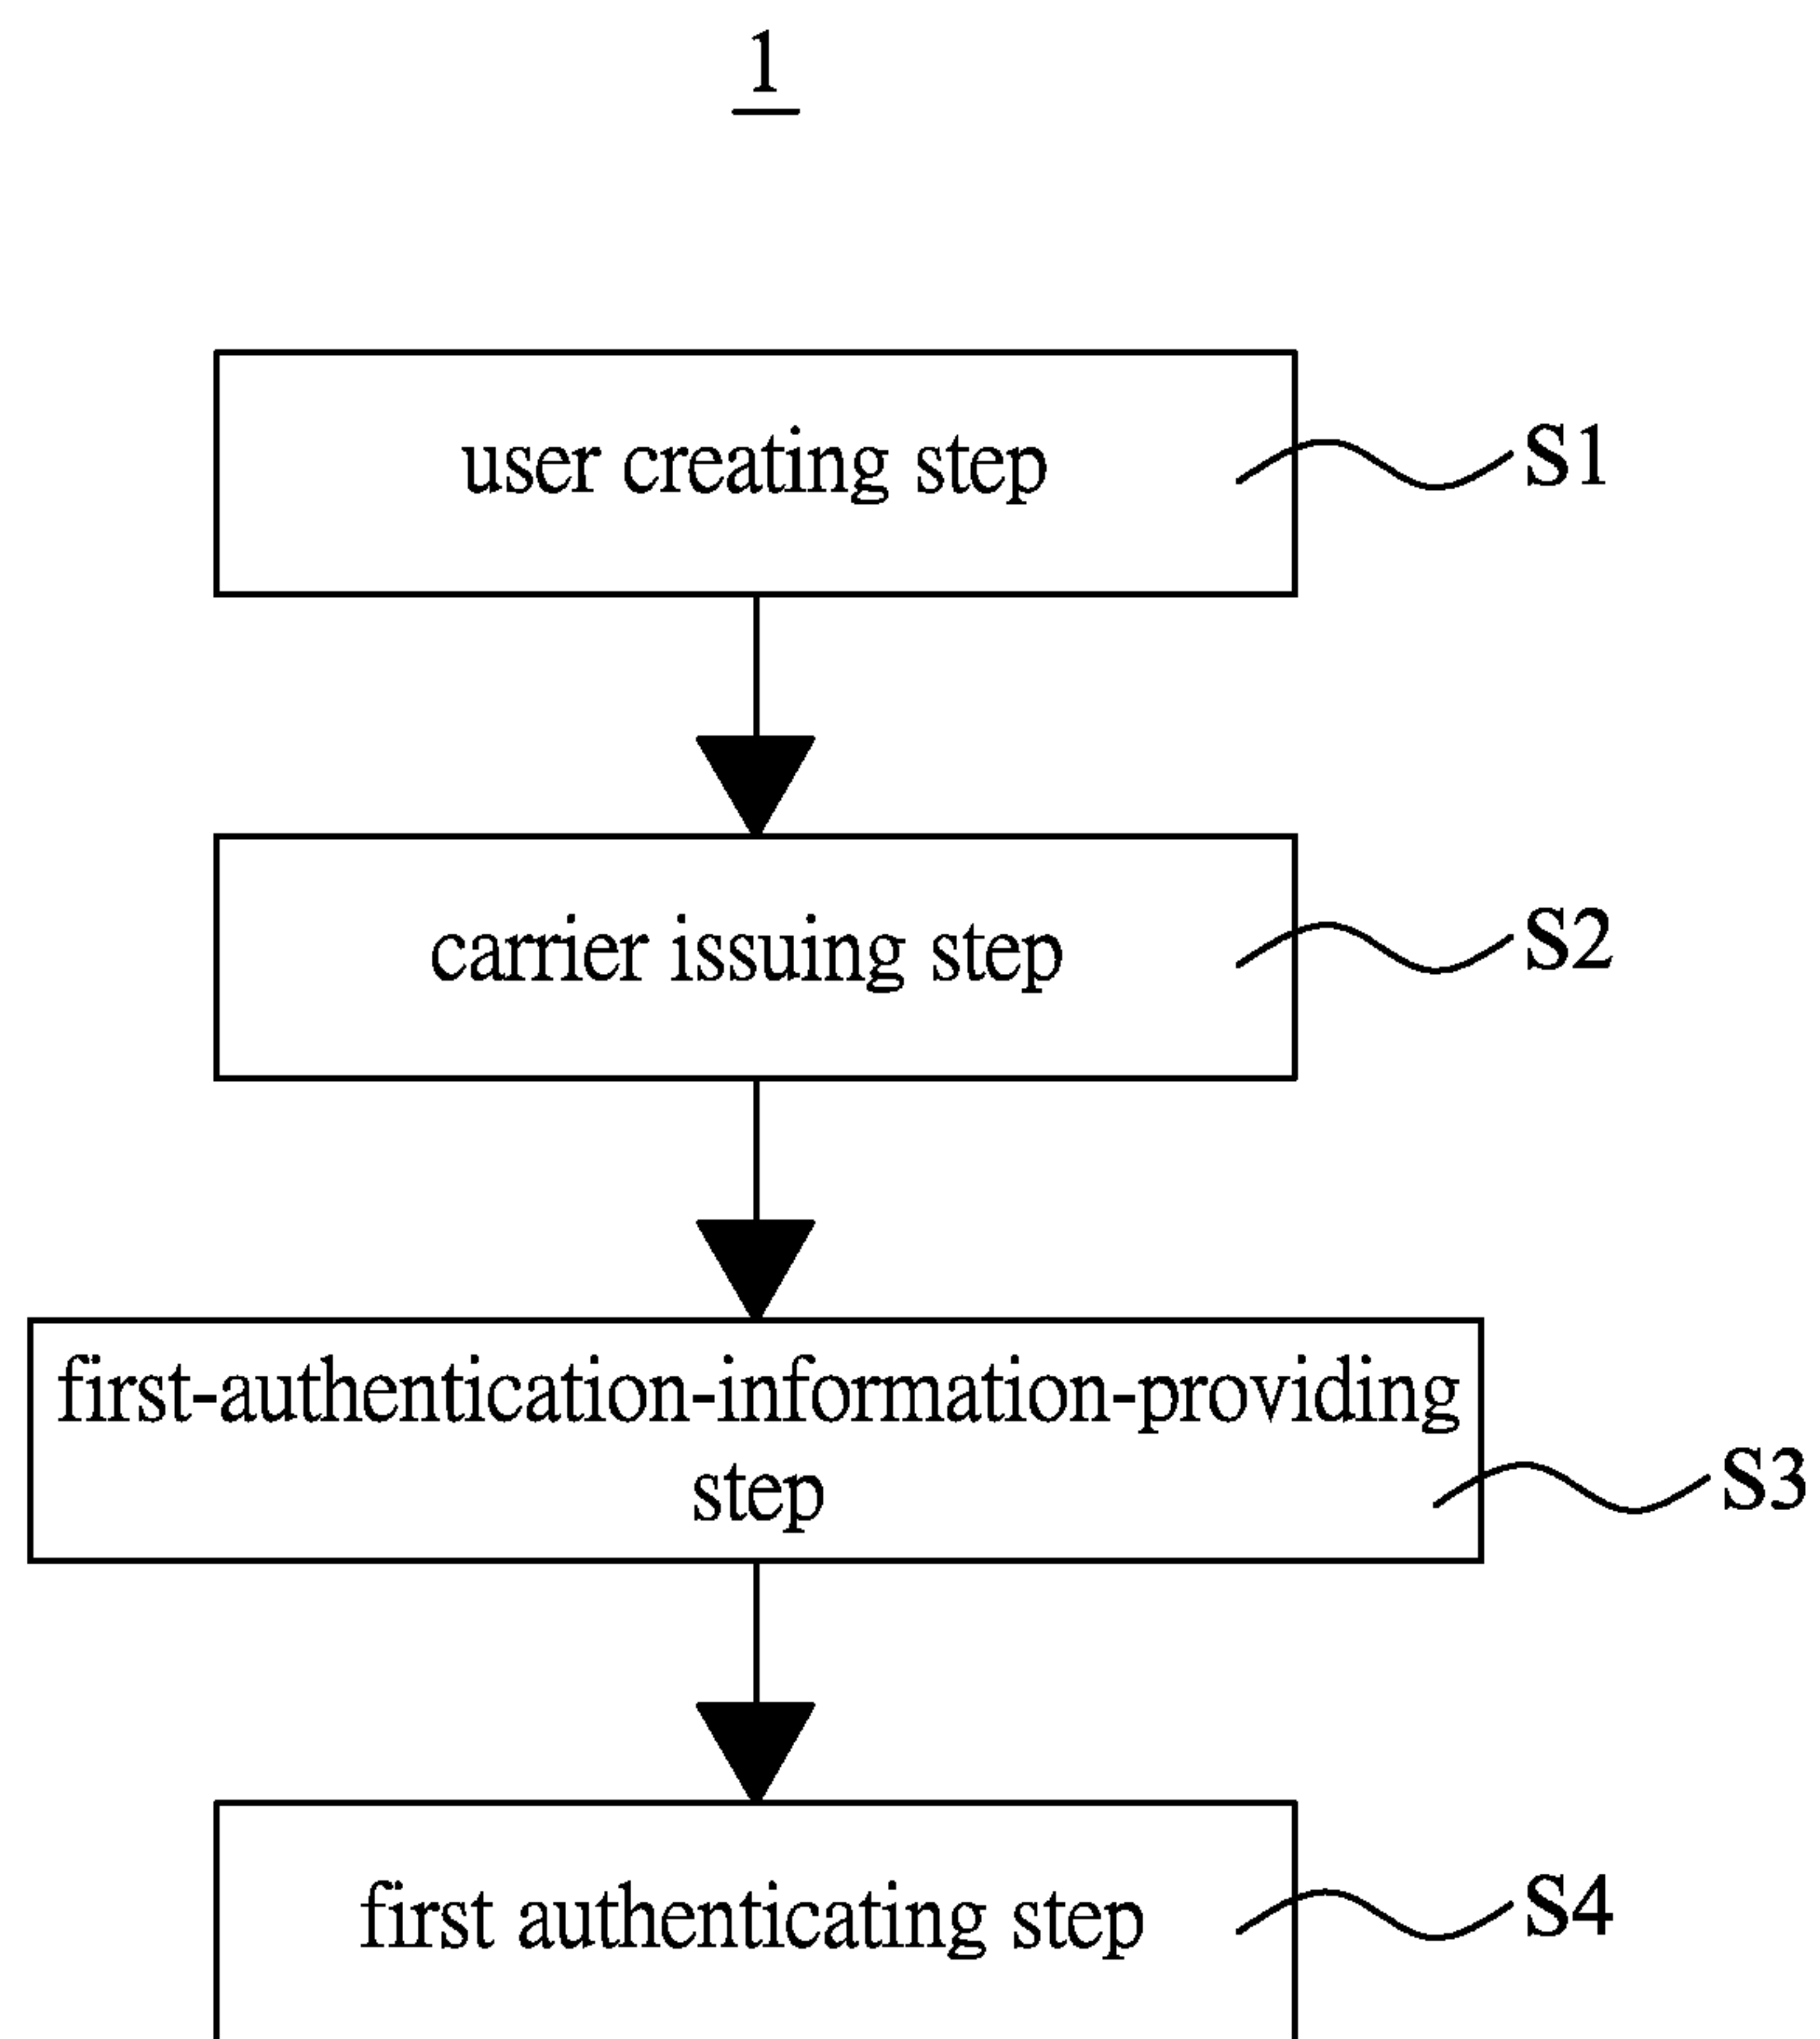 1
user creating step
S1
carrier issuing step
S2
first-authentication-information-providing
step
S3
first authenticating step
S4